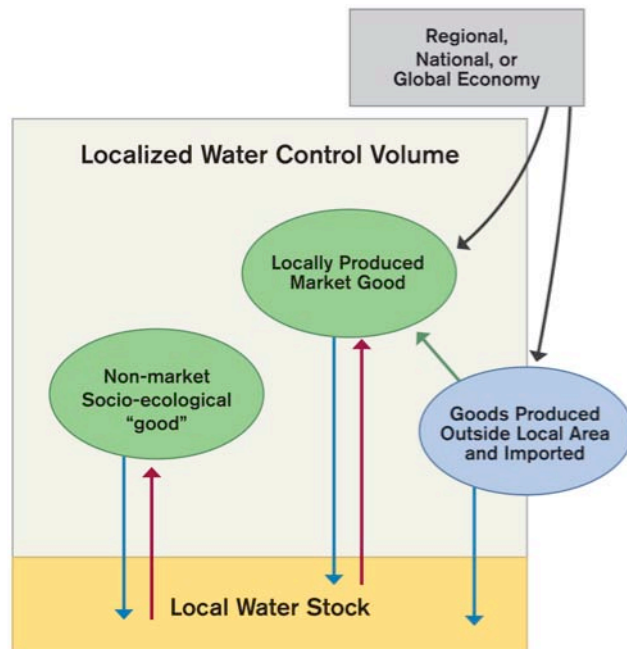 Regional,
National, or
Global Economy
Localized Water Control Volume
Locally Produced
Market Good
Non-market
Socio-ecological
“good”
Goods Produced
Outside Local Area
and Imported
Local Water Stock